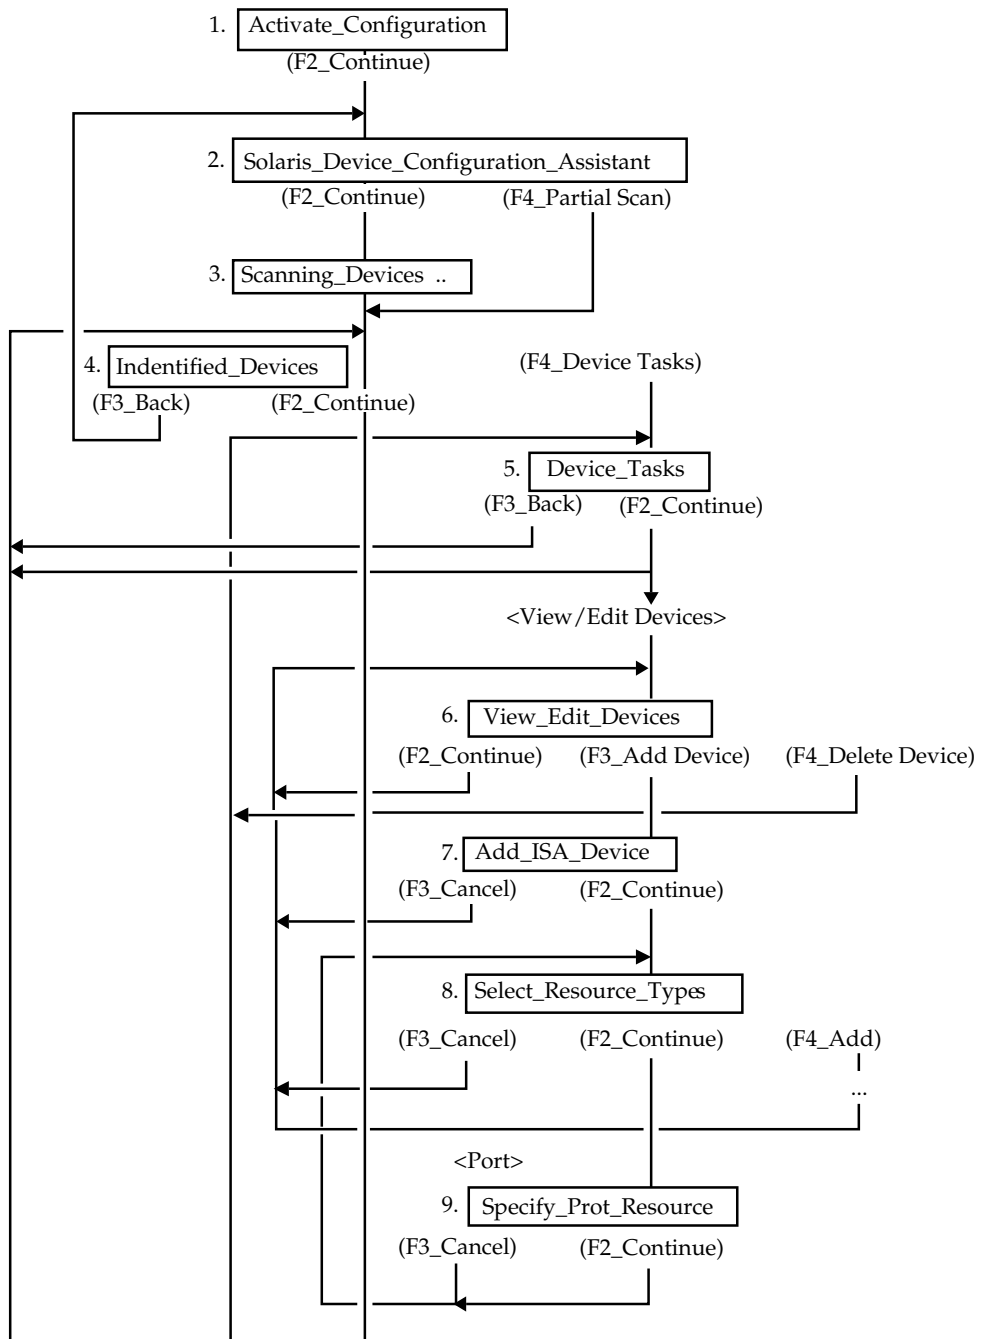 1. Activate_Configuration
(F2_Continue)
2. Solaris_Device_Configuration_Assistant
(F2_Continue) (F4_Partial Scan)
3. Scanning_Devices ..
4. Indentified_Devices
(F4_Device Tasks)
(F3_Back) (F2_Continue)
5. Device_Tasks
(F3_Back) (F2_Continue)
<View/Edit Devices>
6. View_Edit_Devices
(F2_Continue) (F3_Add Device) (F4_Delete Device)
7. Add_ISA_Device
(F3_Cancel) (F2_Continue)
8. Select_Resource_Types
(F3_Cancel) (F2_Continue) (F4_Add)
...
<Port>
9. Specify_Prot_Resource
(F3_Cancel) (F2_Continue)